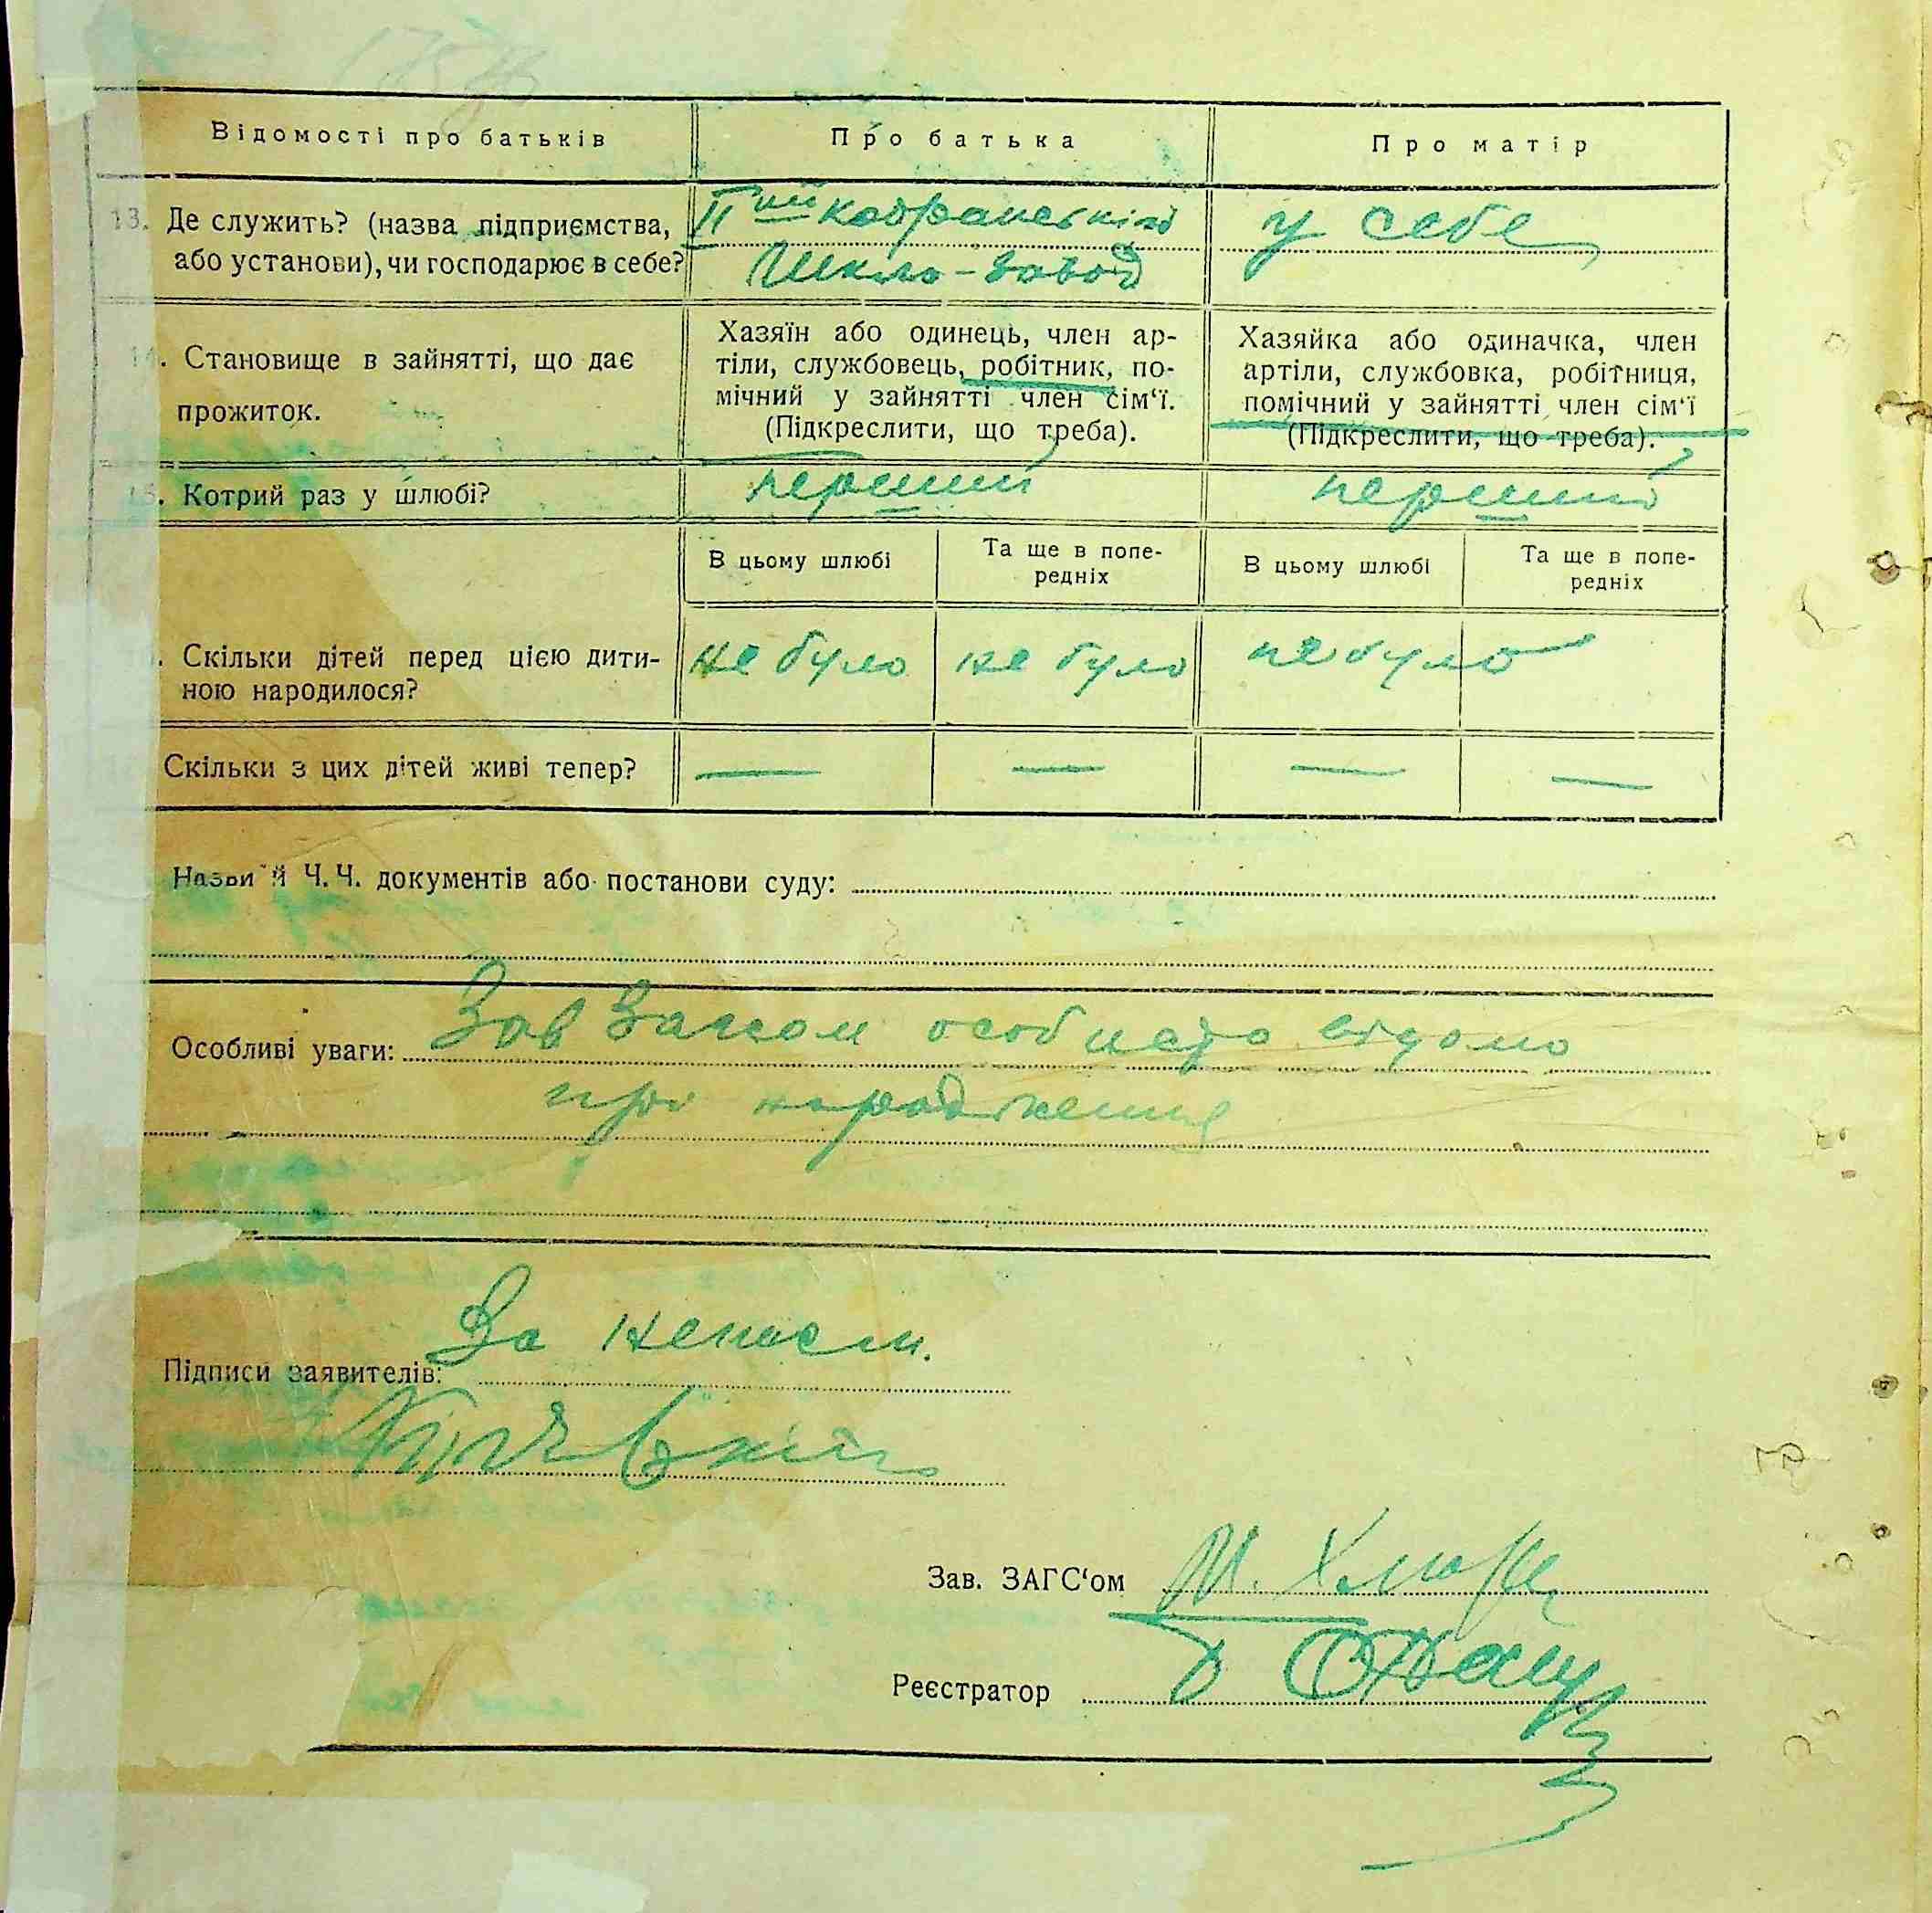 Відомості про батьків
Про батька
Про матір
13. Де служить? (назва підприємства,
або установи), чи господарює в себе?
ІІгий
Шкло-завод
у себе
14. Становище в зайнятті, що дає
прожиток.
Хазяїн або одинець, член ар-
тіли, службовець, робітник, по-
мічний у зайнятті член сім‘ї.
(Підкреслити, що треба).
Хазяйка або одиначка, член
артіли, службовка, робітниця,
помічний у зайнятті член сім‘ї
(Підкреслити, що треба).
15. Котрий раз у шлюбі?
перший
перший
В цьому шлюбі
Та ще в попе-
редніх
В цьому шлюбі
Та ще в попе-
редніх
. Скільки дітей перед цією дити-
ною народилося?
не було
не було
не було
Скільки з цих дітей живі тепер?
— — — —
Назви й Ч.Ч. документів або постанови суду:
Особливі уваги: Зав Загсом особисто відомо
про народження
За неписм.
Підписи заявителів:
Зав. ЗАГС‘ом
Реєстратор